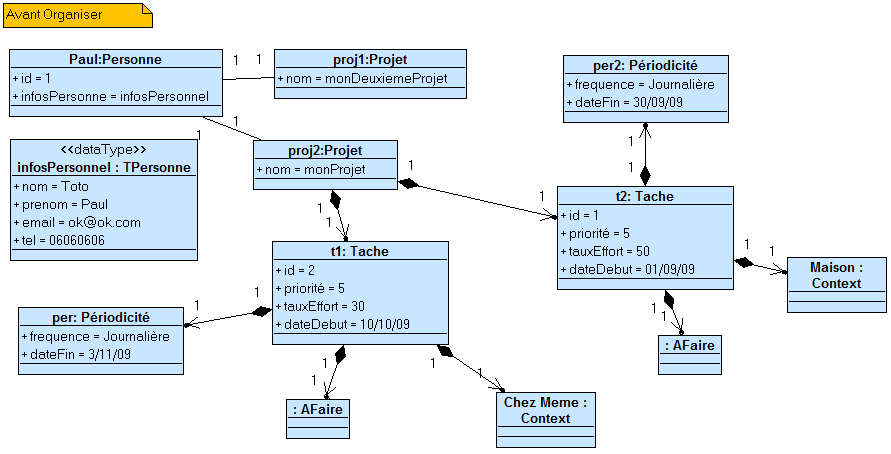 Avant Organiser
Paul:Personne
+ id = 1
+ infosPersonne = infosPersonnel
1
1
proj1:Projet
+ nom = monDeuxiemeProjet
per2: Périodicité
+ frequence = Journalière
+ dateFin = 30/09/09
1
1
<<dataType>>
infosPersonnel : TPersonne
+ nom = Toto
+ prenom = Paul
+ email = ok@ok.com
+ tel = 06060606
proj2:Projet
+ nom = monProjet
1
1
1
1
1
1
t2: Tache
+ id = 1
+ priorité = 5
+ tauxEffort = 50
+ dateDebut = 01/09/09
1
1
Maison :
Context
t1: Tache
+ id = 2
+ priorité = 5
+ tauxEffort = 30
+ dateDebut = 10/10/09
1
1
per: Périodicité
+ frequence = Journalière
+ dateFin = 3/11/09
1
1
: AFaire
1
1
: AFaire
1
1
Chez Meme :
Context